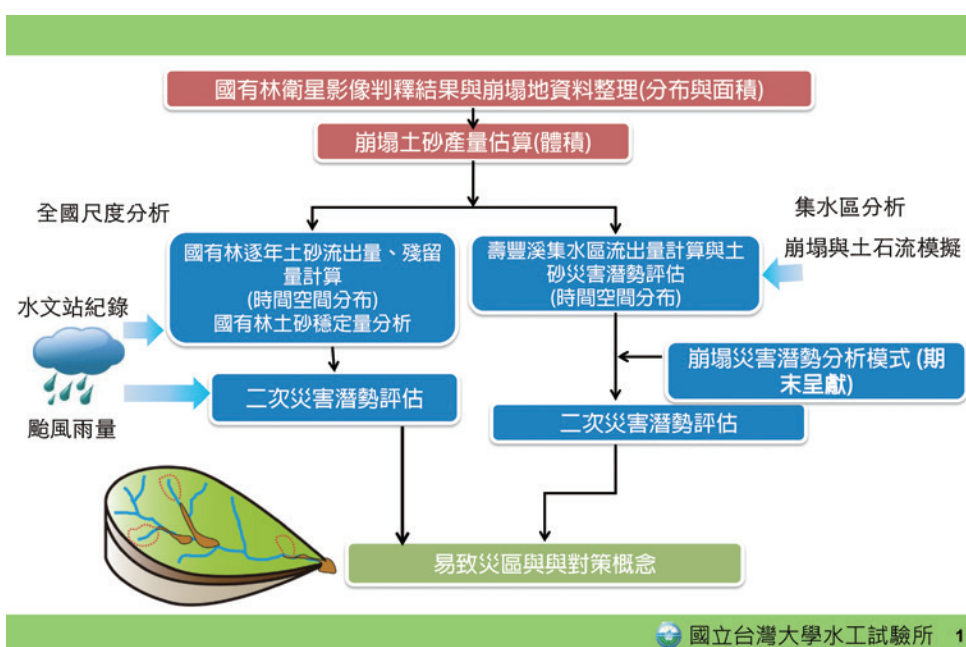 國有林衛星影像判釋結果與崩塌地資料整理(分布與面積)
崩塌土砂產量估算(體積)
全國尺度分析
集水區分析
國有林逐年土砂流出量、殘留
量計算
(時間空間分布)
國有林土砂穩定量分析
壽豐溪集水區流出量計算與土
砂災害潛勢評估
(時間空間分布)
崩塌與土石流模擬
水文站紀錄
崩塌災害潛勢分析模式 (期
末呈獻)
二次災害潛勢評估
二次災害潛勢評估
颱風雨量
易致災區與與對策概念
國立台灣大學水工試驗所 1